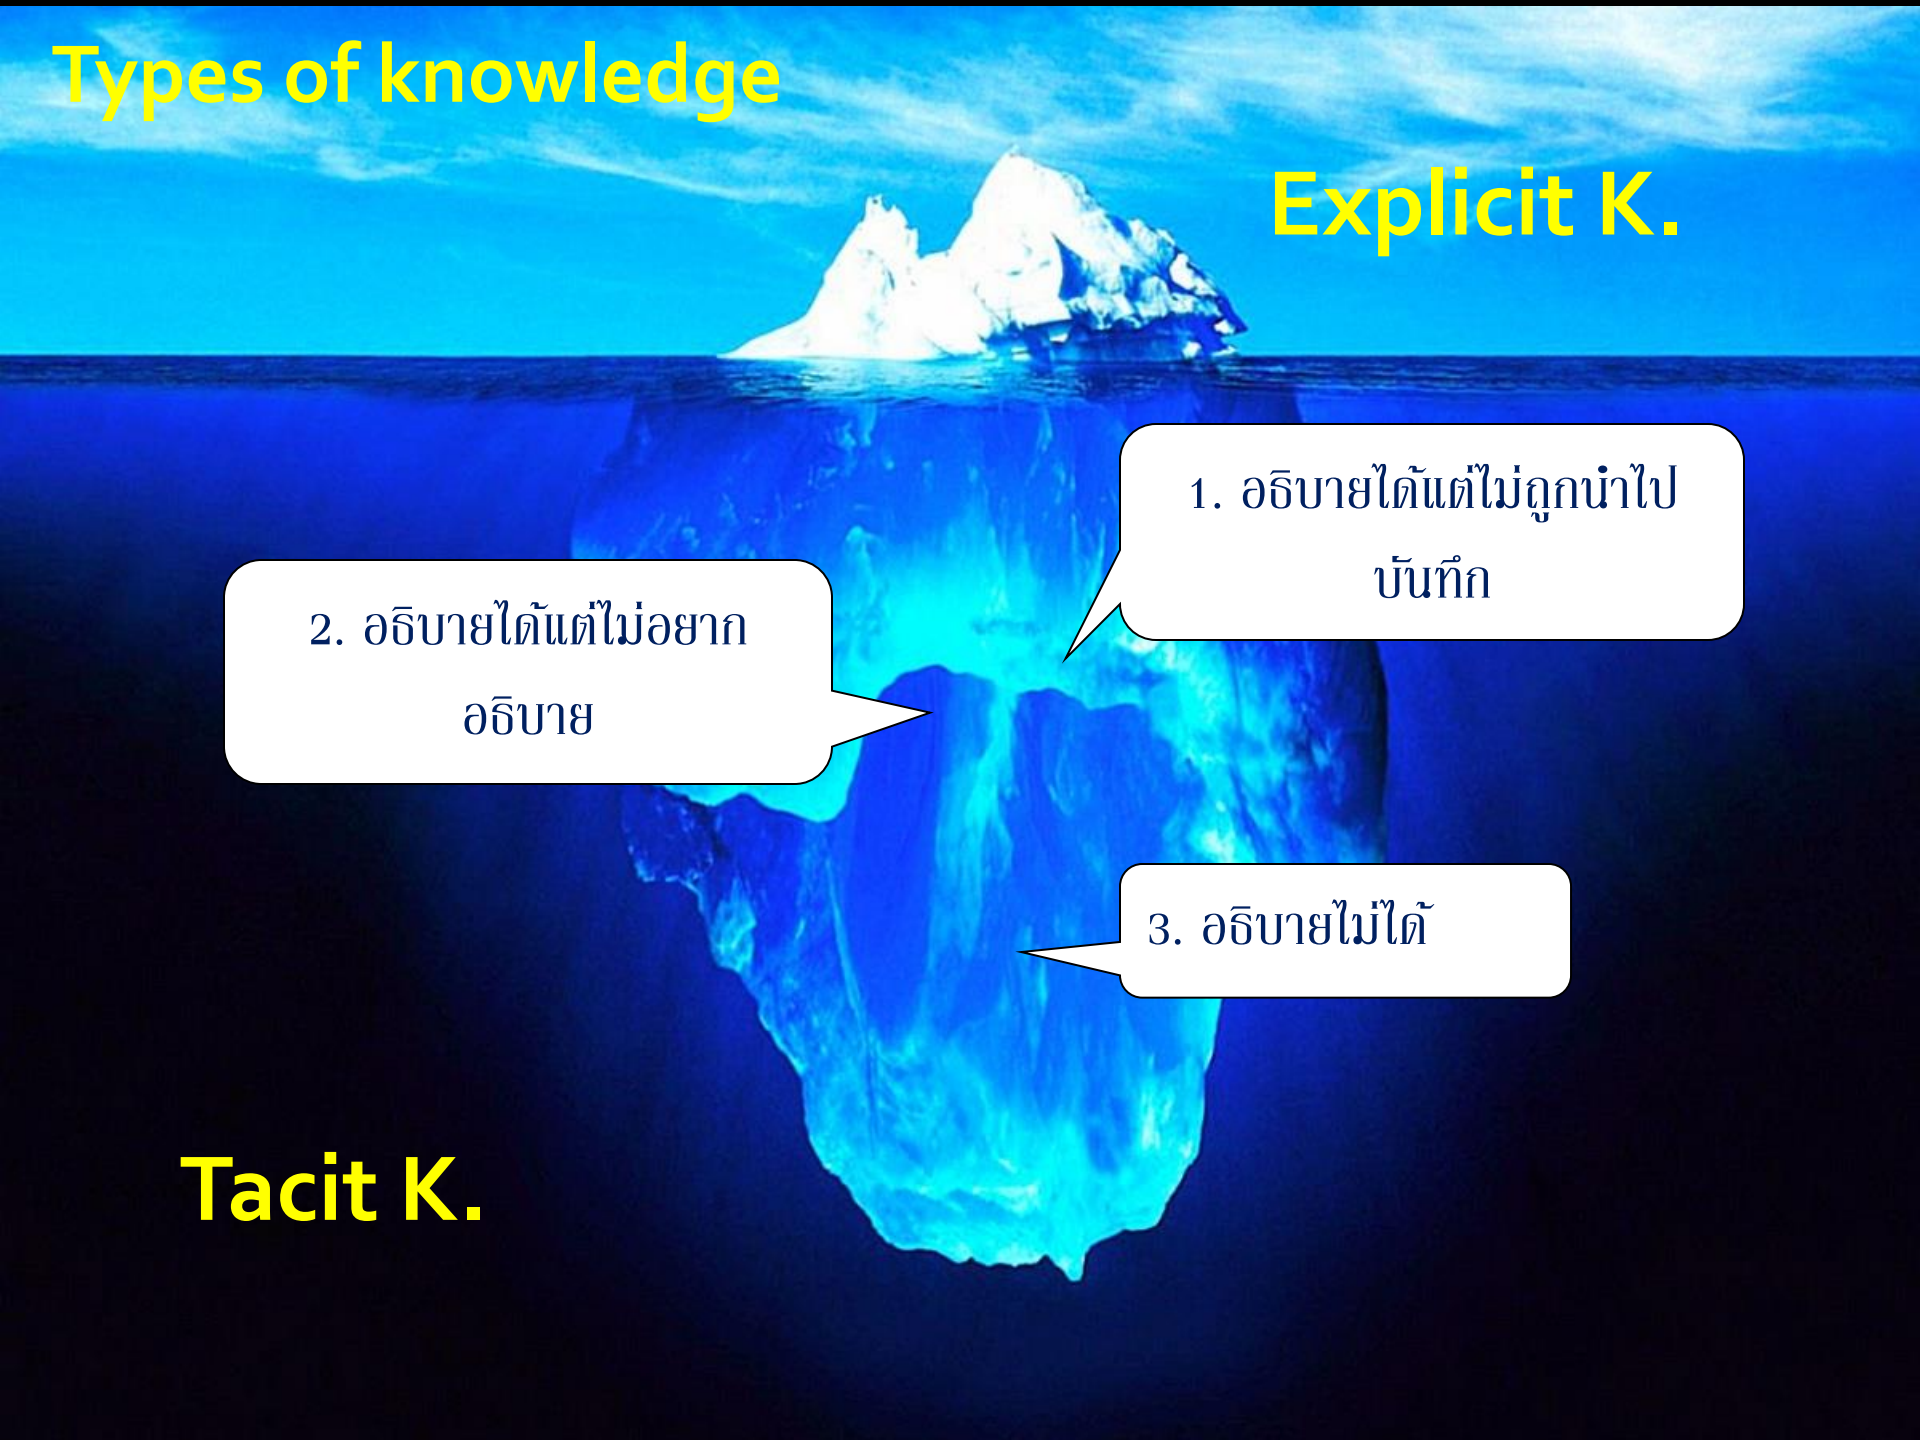 Types of knowledge
Explicit K.
1. อธิบายได้แต่ไม่ถูกนำไป
บันทึก
2. อธิบายได้แต่ไม่อยาก
อธิบาย
3. อธิบายไม่ได้
Tacit K.